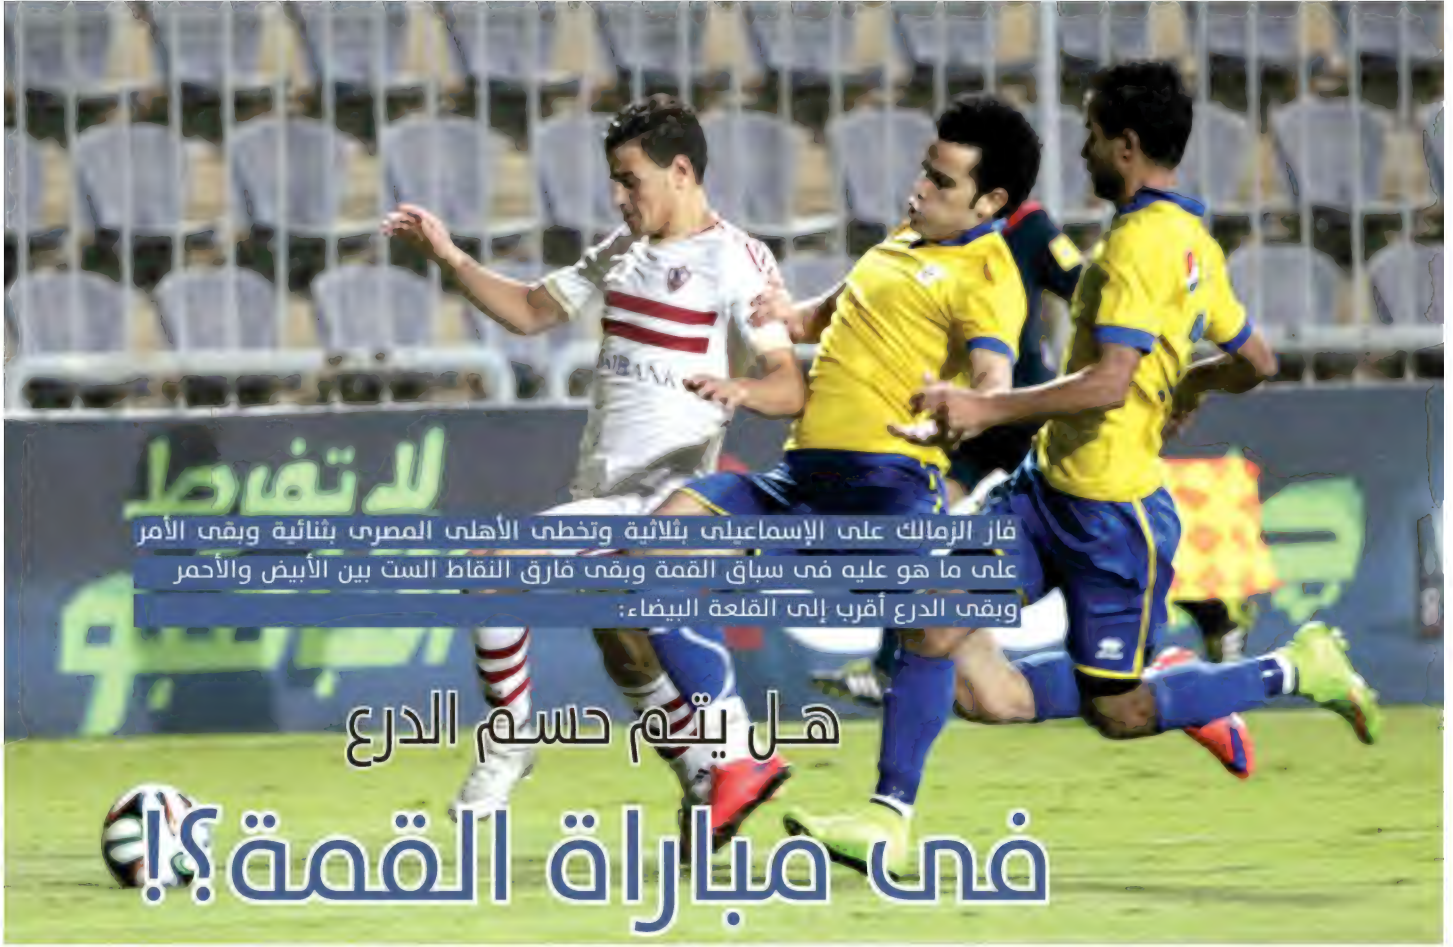 لا تفرط
فاز الزمالك على الإسماعيلى بثلاثية وتخطى الأهلى المصرى بثنائية وبقى الأمر
على ما هو عليه فى سباق القمة وبقى فارق النقاط الست بين الأبيض والأحمر
وبقى الدرع أقرب إلى القلعة البيضاء:
هل يتم حسم الدرع
فى مباراة القمة؟!